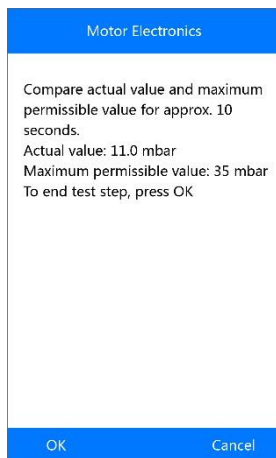 Motor Electronics
Compare actual value and maximum
permissible value for approx. 10
seconds.
Actual value: 11.0 mbar
Maximum permissible value: 35 mbar
To end test step, press OK
OK
Cancel